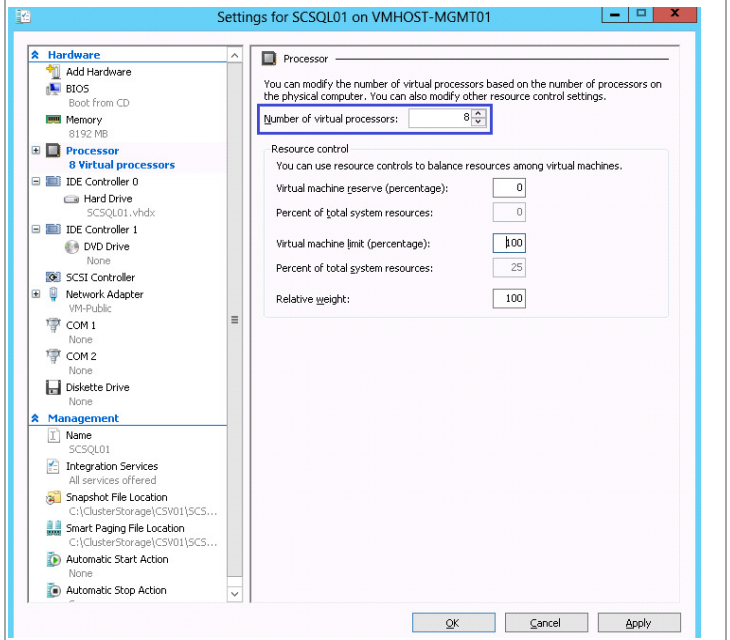 Settings for SCSQL01 on VMHOST-MGMT01
Hardware
Add Hardware
BIOS
Boot from CD
Memory
8192 MB
Processor
8 Virtual processors
IDE Controller 0
Hard Drive
SCSQL01.vhdx
IDE Controller 1
DVD Drive
None
SCSI Controller
Network Adapter
VM-Public
COM 1
None
COM 2
None
Diskette Drive
None
Management
Name
SCSQL01
Integration Services
All services offered
Snapshot File Location
C:\ClusterStorage\CSV01\SCS...
Smart Paging File Location
C:\ClusterStorage\CSV01\SCS...
Automatic Start Action
None
Automatic Stop Action
Processor
You can modify the number of virtual processors based on the number of processors on
the physical computer. You can also modify other resource control settings.
Number of virtual processors: 8
Resource control
You can use resource controls to balance resources among virtual machines.
Virtual machine reserve (percentage): 0
Percent of total system resources: 0
Virtual machine limit (percentage): 100
Percent of total system resources: 25
Relative weight: 100
OK Cancel Apply